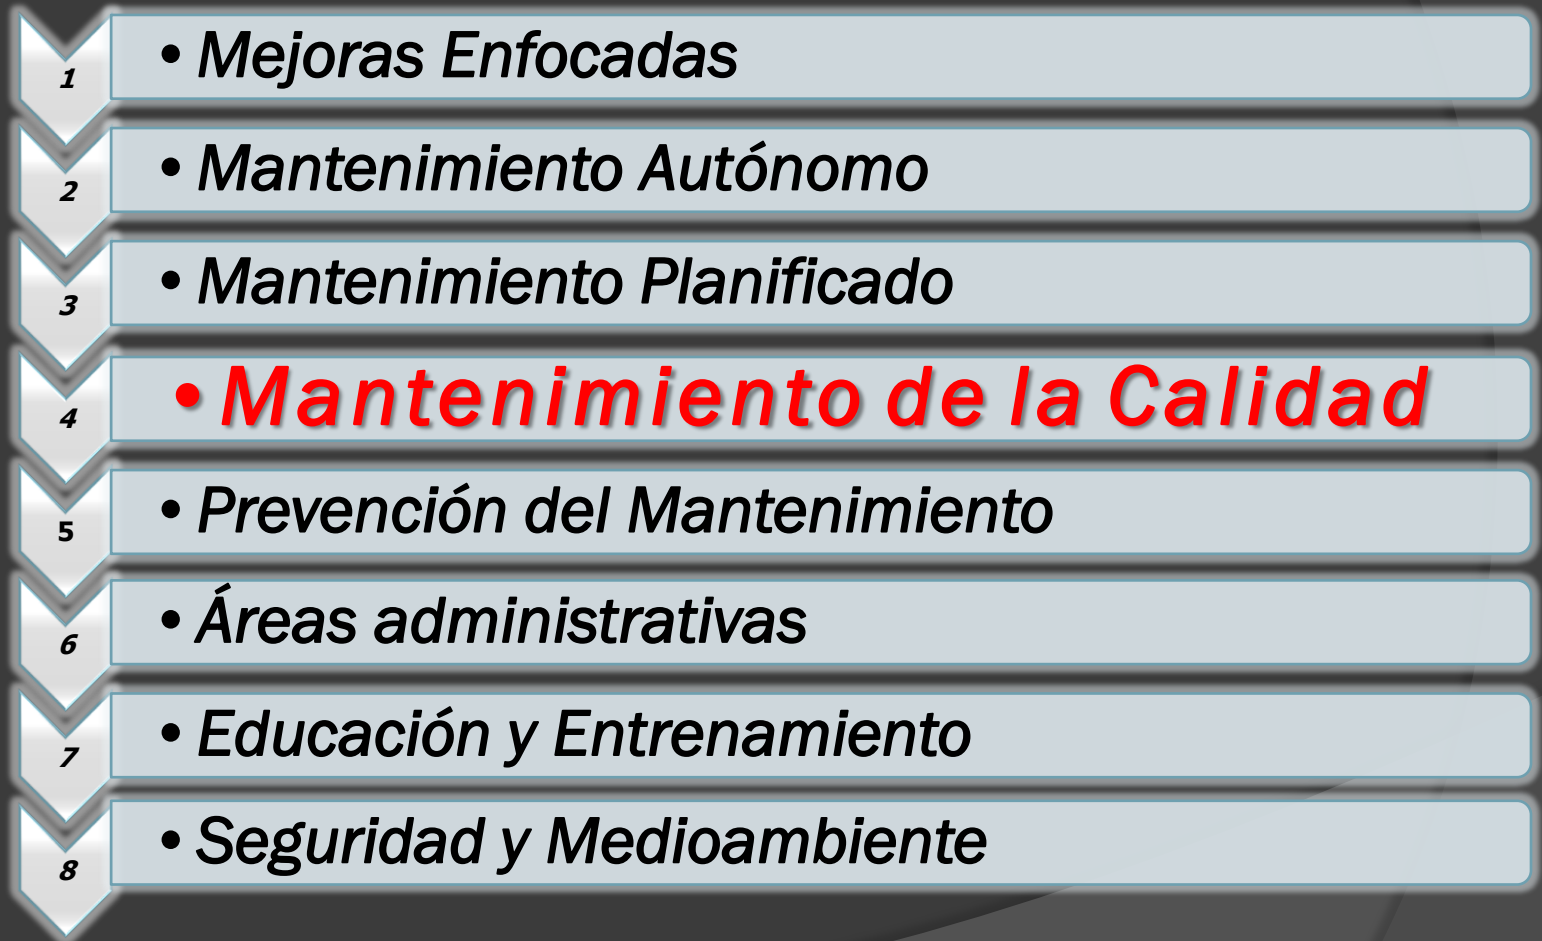 1 • Mejoras Enfocadas
2 • Mantenimiento Autónomo
3 • Mantenimiento Planificado
4 • Mantenimiento de la Calidad
5 • Prevención del Mantenimiento
6 • Áreas administrativas
7 • Educación y Entrenamiento
8 • Seguridad y Medioambiente